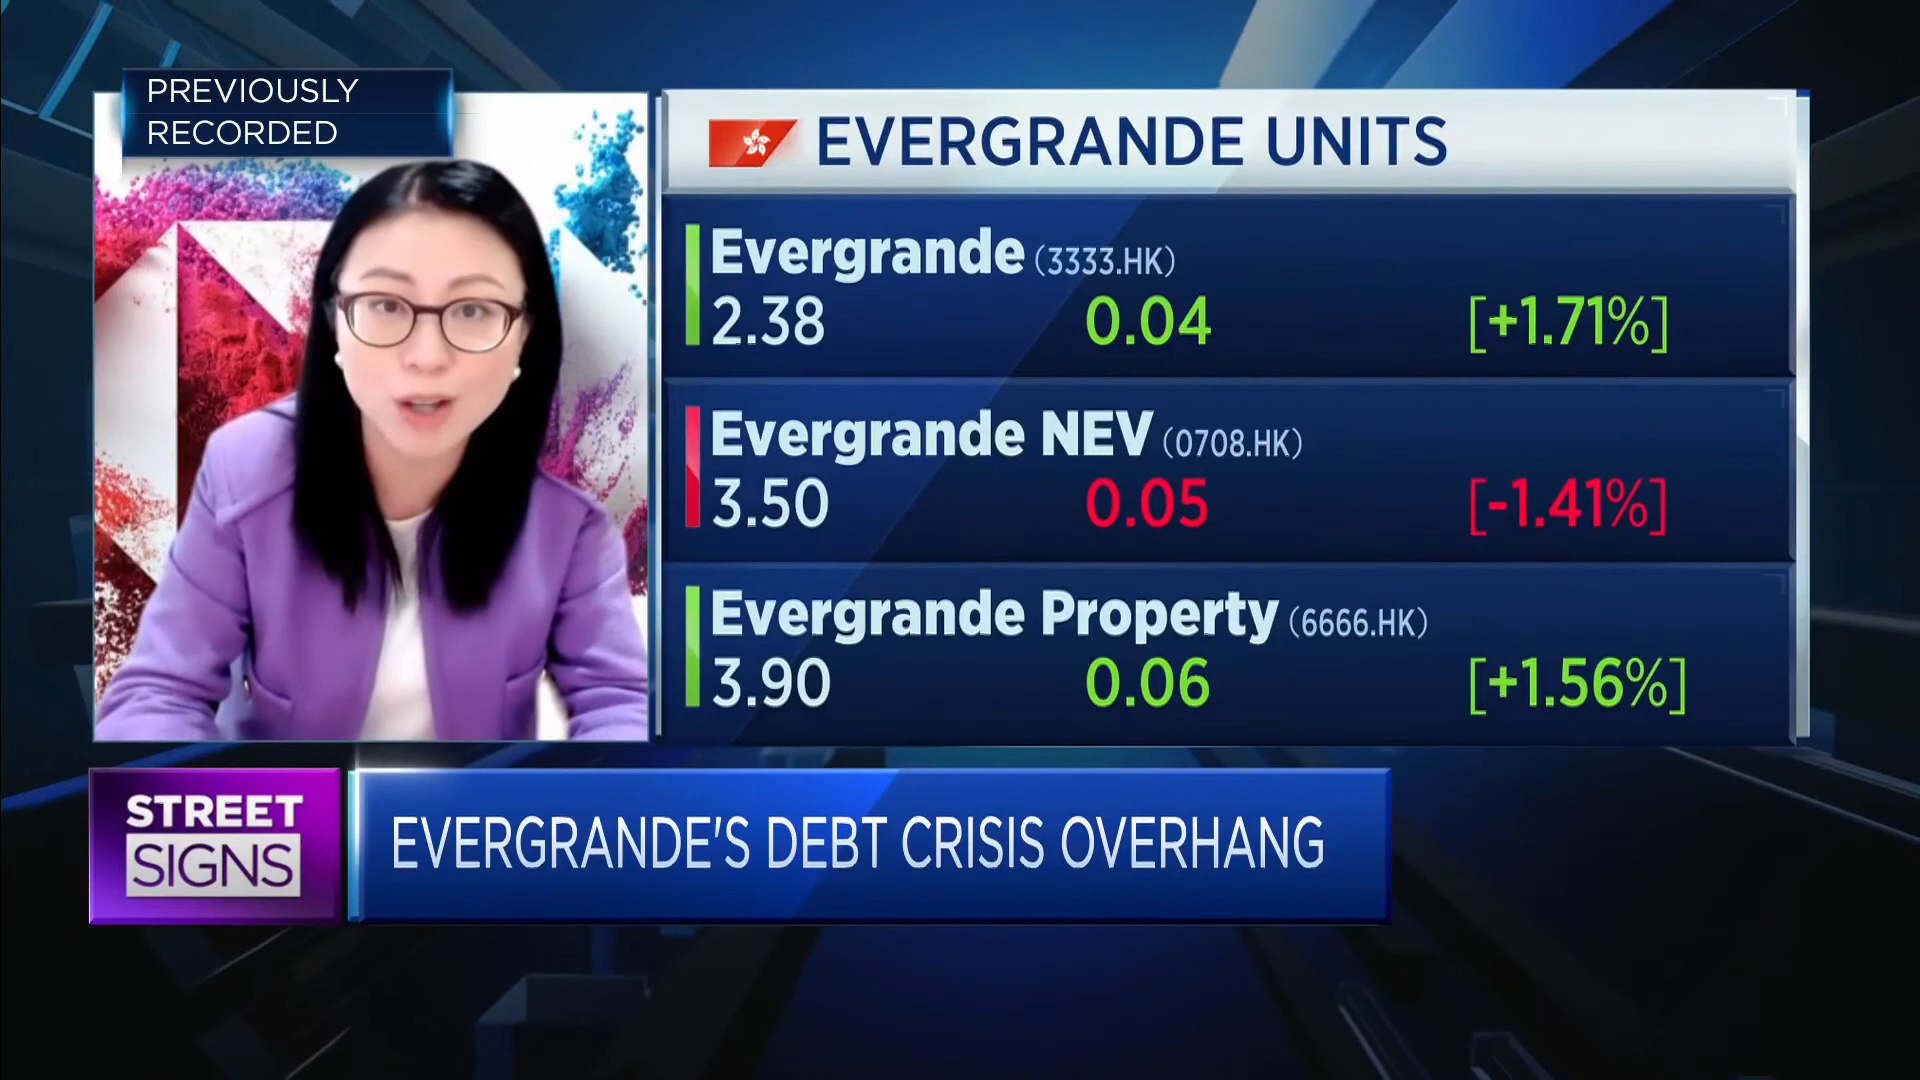 PREVIOUSLY
RECORDED
EVERGRANDE UNITS
Evergrande (3333.HK)
2.38 0.04 [+1.71%]
Evergrande NEV (0708.HK)
3.50 0.05 [-1.41%]
Evergrande Property (6666.HK)
3.90 0.06 [+1.56%]
STREET
SIGNS
EVERGRANDE'S DEBT CRISIS OVERHANG